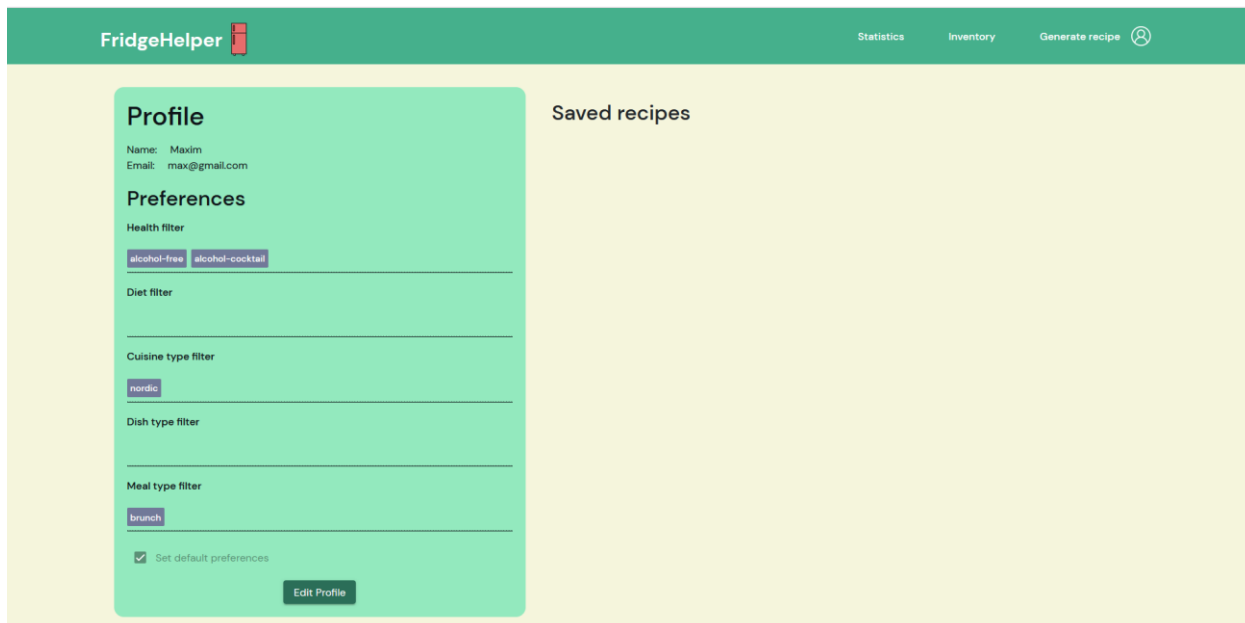 FridgeHelper
Statistics Inventory Generate recipe
Profile
Name: Maxim
Email: max@gmail.com
Preferences
Health filter
alcohol-free alcohol-cocktail
Diet filter
Cuisine type filter
nordic
Dish type filter
Meal type filter
brunch
Set default preferences
Edit Profile
Saved recipes